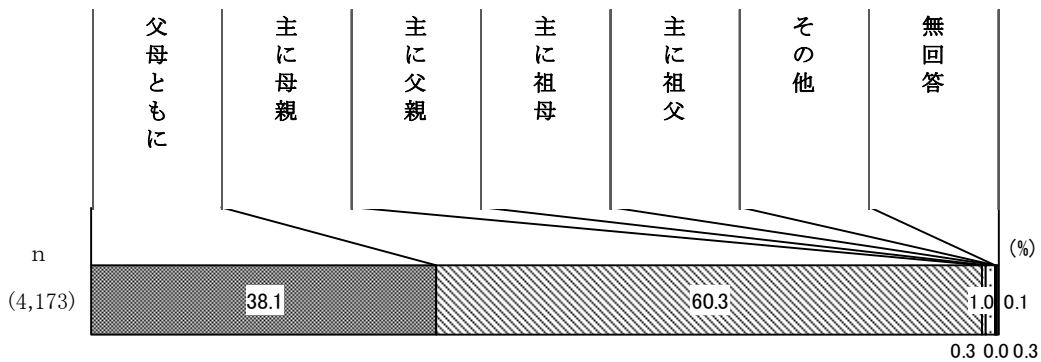 父母ともに
主に母親
主に父親
主に祖母
主に祖父
その他
無回答
n
(%)
(4,173)
38.1
60.3
1.0
0.1
0.3
0.0
0.3